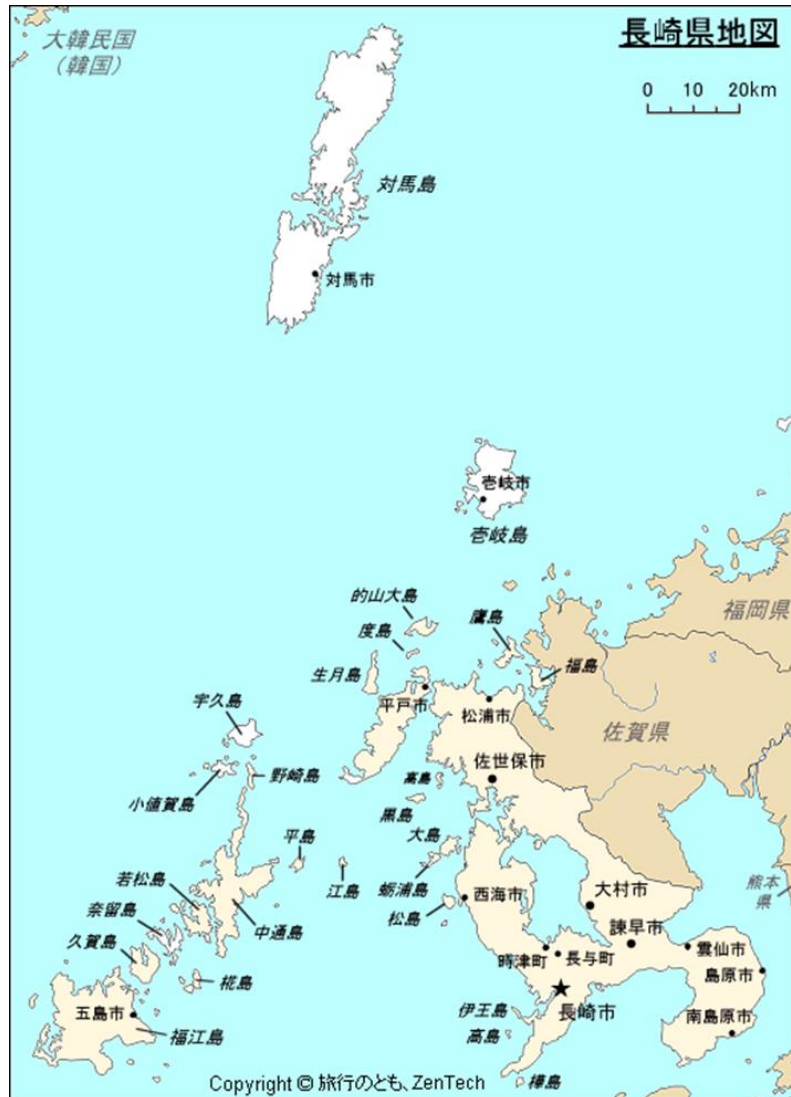 長崎県地図
大韓民国
(韓国)
0 10 20km
対馬島
対馬市
壱岐市
壱岐島
的山大島
鷹島
福岡県
度島
生月島
福島
平戸市
松浦市
宇久島
佐賀県
佐世保市
小値賀島
野崎島
高島
黒島
大島
平島
江島
蛎浦島
若松島
西海市
大村市
熊本
県
奈留島
松島
中通島
久賀島
諫早市
雲仙市
時津町
長与町
島原市
椛島
五島市
福江島
伊王島
長崎市
高島
南島原市
樺島
Copyright © 旅行のとも、ZenTech